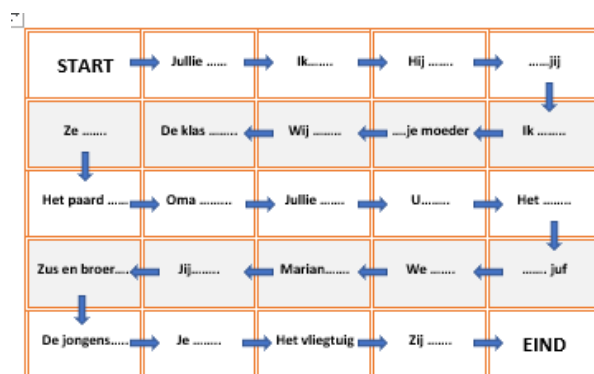 START Jullie ...... Ik........ Hij ........ ......jij
Ze ....... De klas ......... Wij ......... ....je moeder Ik .........
Het paard ...... Oma .......... Jullie ........ U......... Het .........
Zus en broer.... Jij........ Marian....... We ........ ........ juf
De jongens..... Je ......... Het vliegtuig Zij ........ EIND